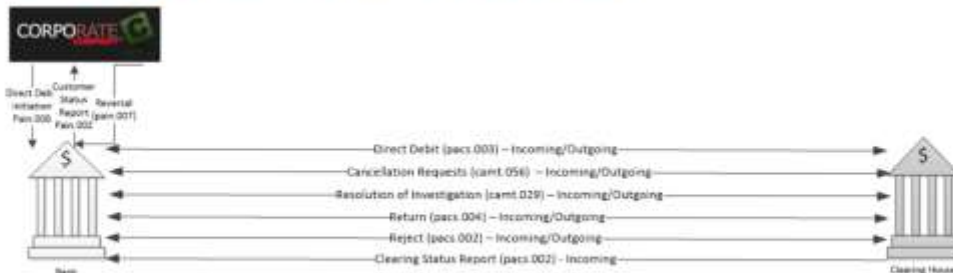 CORPORATE
COMPANY
Direct Deb
Initiation
Pain.008
Customer
Status
Report
Pain.002
Reversal
(pain.007)
Direct Debit (pacs.003) – Incoming/Outgoing
Cancellation Requests (camt.056) – Incoming/Outgoing
Resolution of Investigation (camt.029) – Incoming/Outgoing
Return (pacs.004) – Incoming/Outgoing
Reject (pacs.002) – Incoming/Outgoing
Clearing Status Report (pacs.002) - Incoming
$
$
Bank
Clearing House